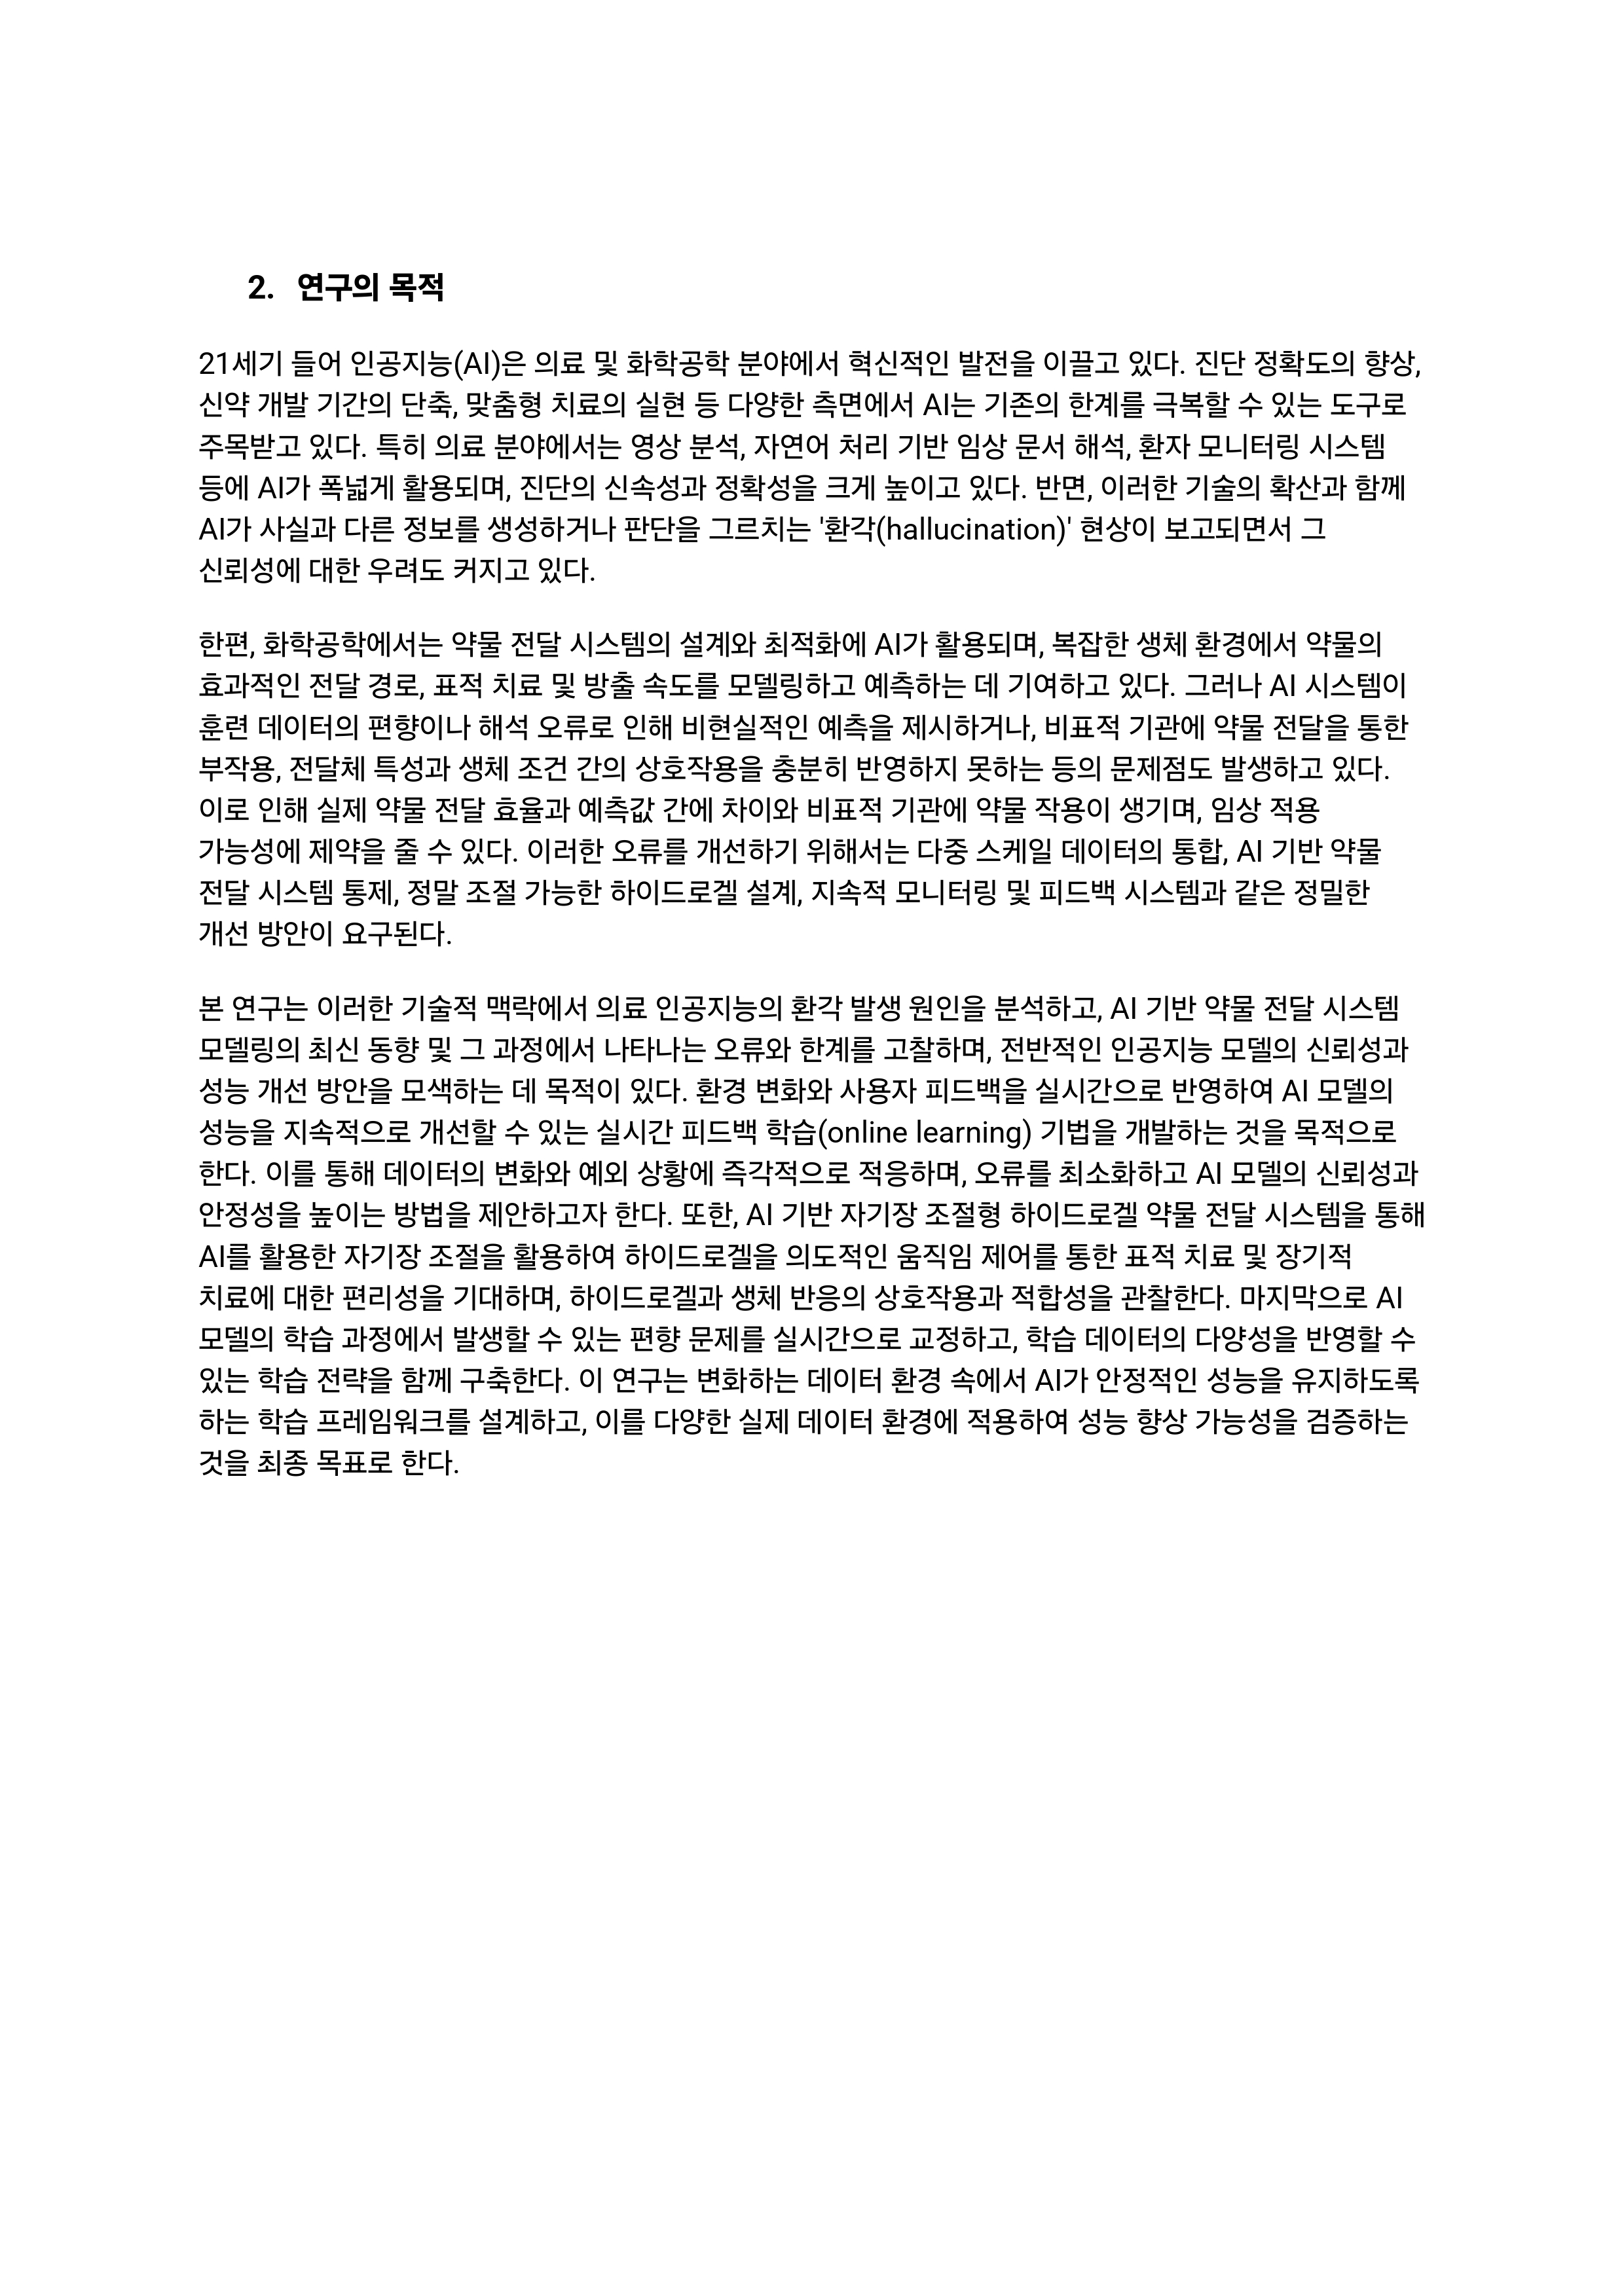 2. 연구의 목적
21세기 들어 인공지능(AI)은 의료 및 화학공학 분야에서 혁신적인 발전을 이끌고 있다. 진단 정확도의 향상,
신약 개발 기간의 단축, 맞춤형 치료의 실현 등 다양한 측면에서 AI는 기존의 한계를 극복할 수 있는 도구로
주목받고 있다. 특히 의료 분야에서는 영상 분석, 자연어 처리 기반 임상 문서 해석, 환자 모니터링 시스템
등에 AI가 폭넓게 활용되며, 진단의 신속성과 정확성을 크게 높이고 있다. 반면, 이러한 기술의 확산과 함께
AI가 사실과 다른 정보를 생성하거나 판단을 그르치는 '환각(hallucination)' 현상이 보고되면서 그
신뢰성에 대한 우려도 커지고 있다.
한편, 화학공학에서는 약물 전달 시스템의 설계와 최적화에 AI가 활용되며, 복잡한 생체 환경에서 약물의
효과적인 전달 경로, 표적 치료 및 방출 속도를 모델링하고 예측하는 데 기여하고 있다. 그러나 AI 시스템이
훈련 데이터의 편향이나 해석 오류로 인해 비현실적인 예측을 제시하거나, 비표적 기관에 약물 전달을 통한
부작용, 전달체 특성과 생체 조건 간의 상호작용을 충분히 반영하지 못하는 등의 문제점도 발생하고 있다.
이로 인해 실제 약물 전달 효율과 예측값 간에 차이와 비표적 기관에 약물 작용이 생기며, 임상 적용
가능성에 제약을 줄 수 있다. 이러한 오류를 개선하기 위해서는 다중 스케일 데이터의 통합, AI 기반 약물
전달 시스템 통제, 정말 조절 가능한 하이드로겔 설계, 지속적 모니터링 및 피드백 시스템과 같은 정밀한
개선 방안이 요구된다.
본 연구는 이러한 기술적 맥락에서 의료 인공지능의 환각 발생 원인을 분석하고, AI 기반 약물 전달 시스템
모델링의 최신 동향 및 그 과정에서 나타나는 오류와 한계를 고찰하며, 전반적인 인공지능 모델의 신뢰성과
성능 개선 방안을 모색하는 데 목적이 있다. 환경 변화와 사용자 피드백을 실시간으로 반영하여 AI 모델의
성능을 지속적으로 개선할 수 있는 실시간 피드백 학습(online learning) 기법을 개발하는 것을 목적으로
한다. 이를 통해 데이터의 변화와 예외 상황에 즉각적으로 적응하며, 오류를 최소화하고 AI 모델의 신뢰성과
안정성을 높이는 방법을 제안하고자 한다. 또한, AI 기반 자기장 조절형 하이드로겔 약물 전달 시스템을 통해
AI를 활용한 자기장 조절을 활용하여 하이드로겔을 의도적인 움직임 제어를 통한 표적 치료 및 장기적
치료에 대한 편리성을 기대하며, 하이드로겔과 생체 반응의 상호작용과 적합성을 관찰한다. 마지막으로 AI
모델의 학습 과정에서 발생할 수 있는 편향 문제를 실시간으로 교정하고, 학습 데이터의 다양성을 반영할 수
있는 학습 전략을 함께 구축한다. 이 연구는 변화하는 데이터 환경 속에서 AI가 안정적인 성능을 유지하도록
하는 학습 프레임워크를 설계하고, 이를 다양한 실제 데이터 환경에 적용하여 성능 향상 가능성을 검증하는
것을 최종 목표로 한다.